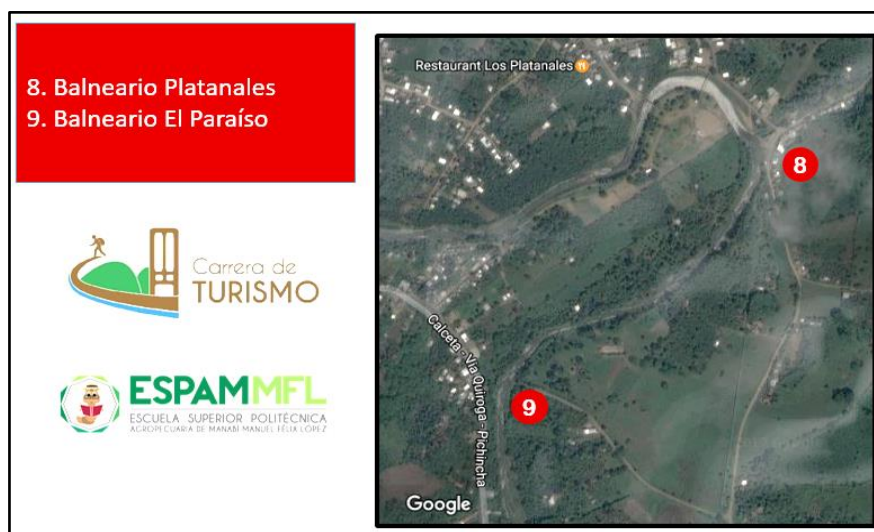 8. Balneario Platanales
9. Balneario El Paraíso
Carrera de
TURISMO
ESPAMMFL
ESCUELA SUPERIOR POLITÉCNICA
AGROPECUARIA DE MANABÍ MANUEL FÉLIX LÓPEZ
Restaurant Los Platanales
8
Calceta - Vía Quiroga - Pichincha
9
Google